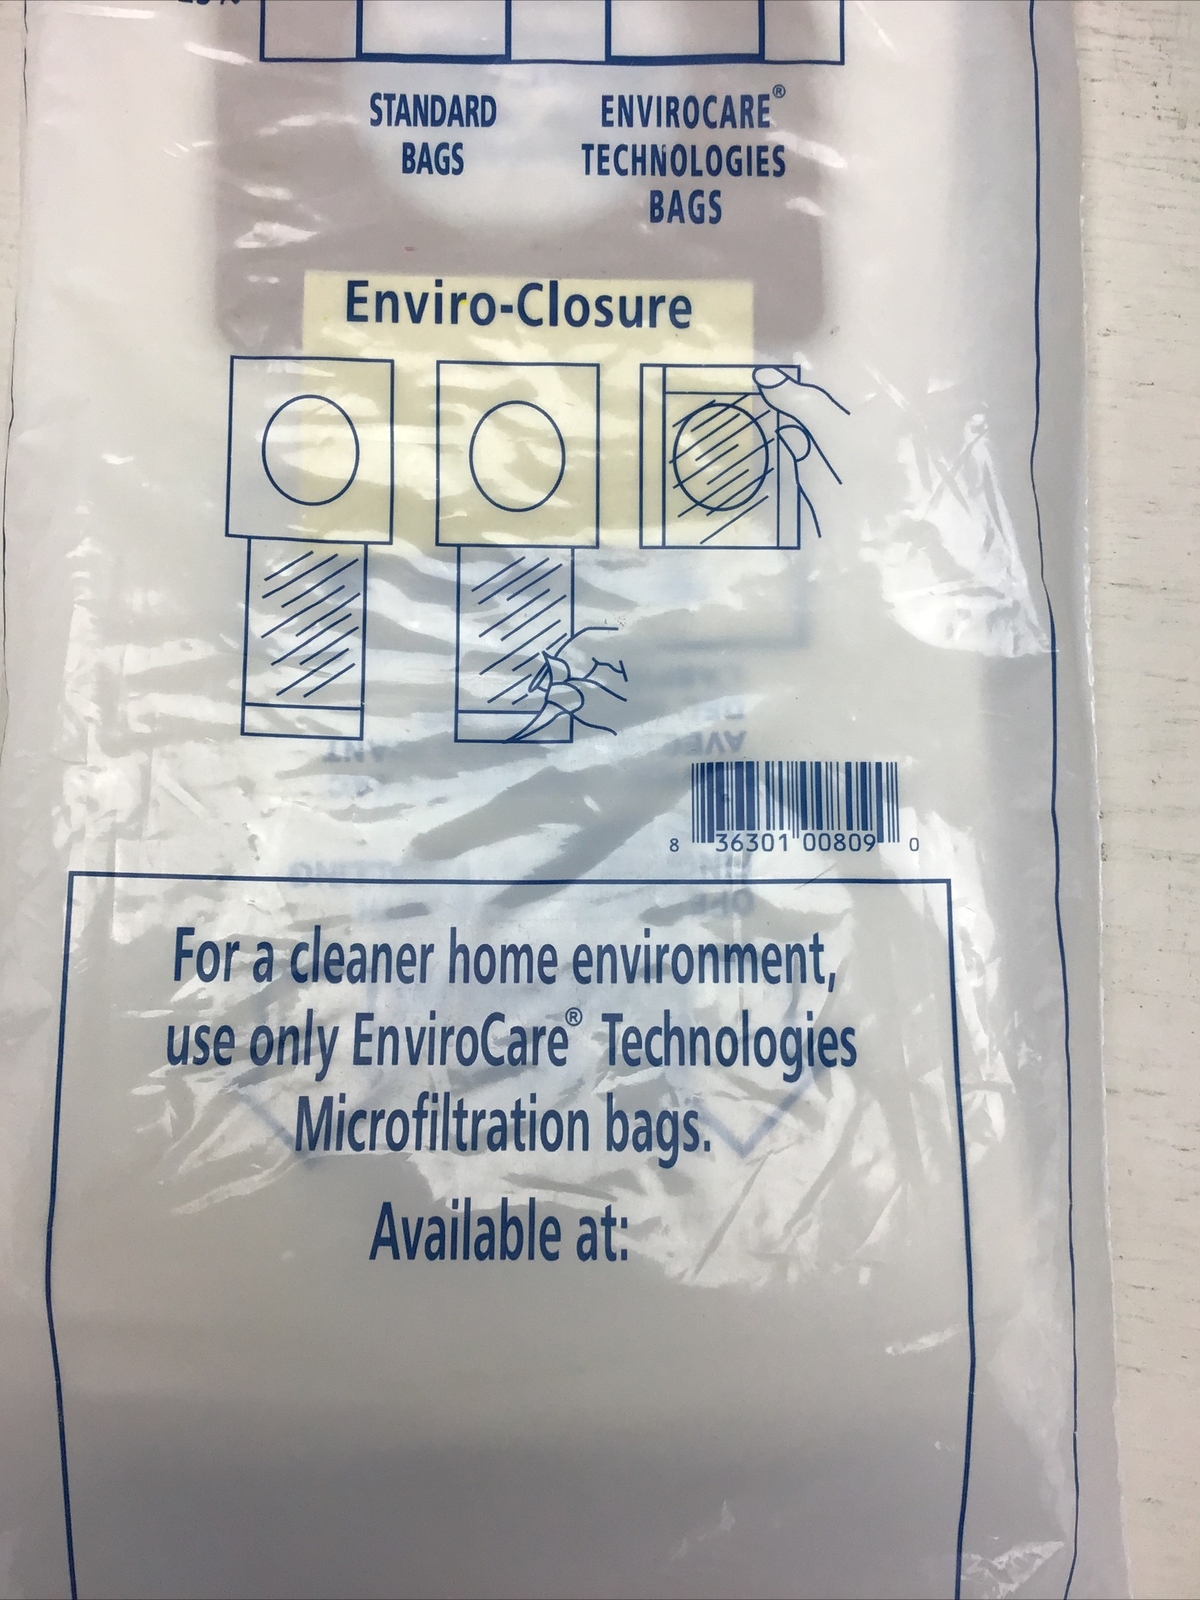 STANDARD
BAGS
ENVIROCARE®
TECHNOLOGIES
BAGS
Enviro-Closure
8 36301 00809 0
For a cleaner home environment,
use only EnviroCare® Technologies
Microfiltration bags.
Available at: